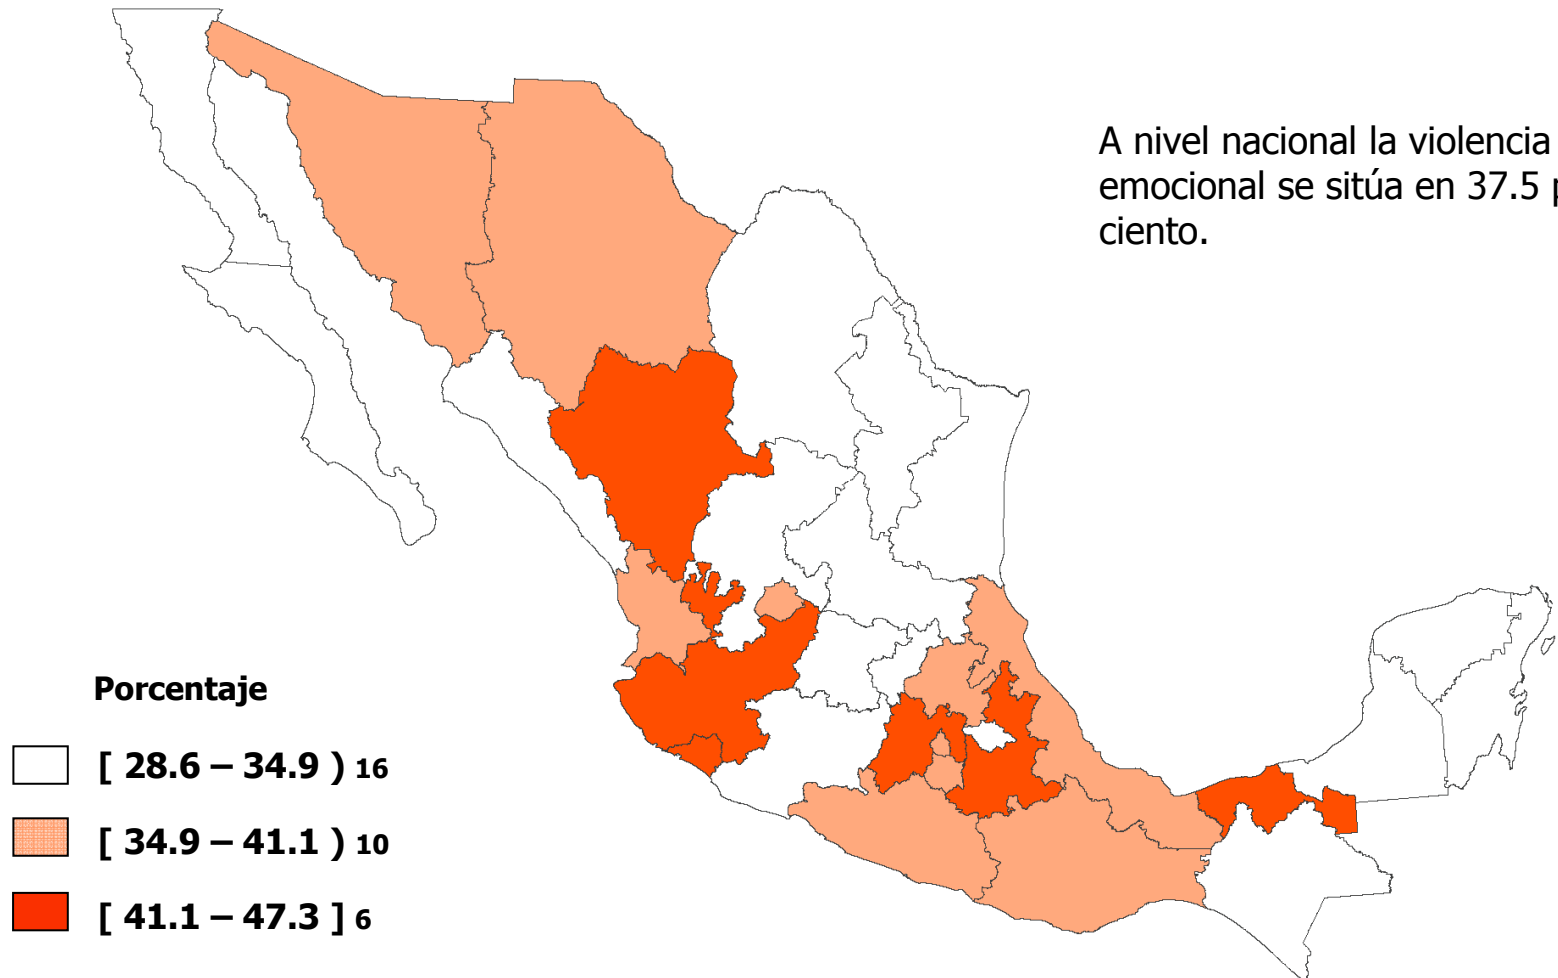 A nivel nacional la violencia
emocional se sitúa en 37.5
ciento.
Porcentaje
[ 28.6 – 34.9 ) 16
[ 34.9 – 41.1 ) 10
[ 41.1 – 47.3 ] 6